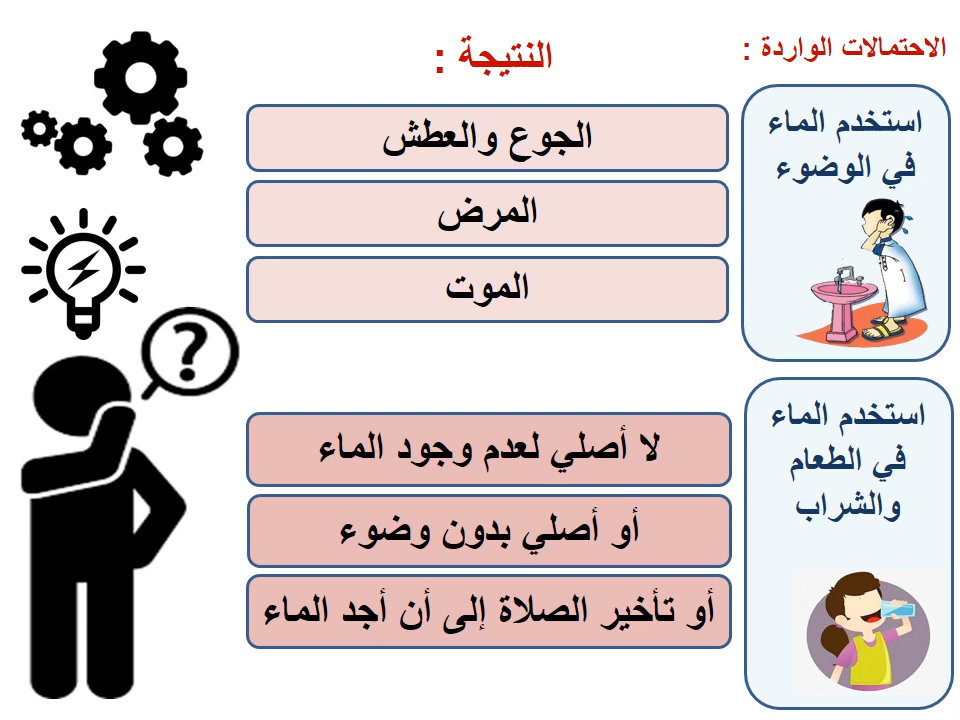 الاحتمالات الواردة :
النتيجة :
استخدم الماء
في الوضوء
الجوع والعطش
المرض
الموت
استخدم الماء
في الطعام
والشراب
لا أصلي لعدم وجود الماء
أو أصلي بدون وضوء
أو تأخير الصلاة إلى أن أجد الماء
?